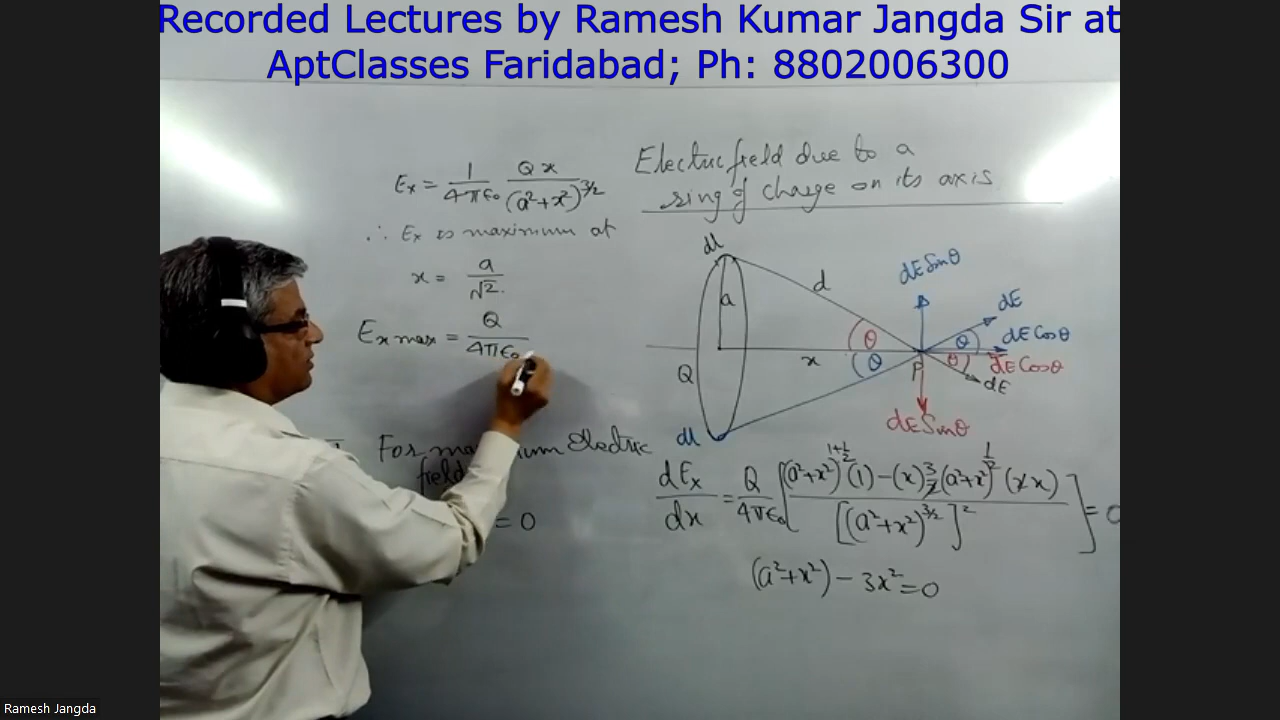 Recorded Lectures by Ramesh Kumar Jangda Sir at
AptClasses Faridabad; Ph: 8802006300
Electric field due to a
ring of charge on its axis
Ex = 1/4πϵ₀ Qx/(a²+x²)^3/2
∴ Ex is maximum at
x = a/√2.
Ex max = Q/4πϵ₀
For maximum electric
field
= 0
dl
a
d
Q
x
θ
θ
P
dl
dE Sinθ
dE
θ
dE Cosθ
θ
dE Cosθ
dE
dE Sinθ
dEx/dx = Q/4πϵ₀ [(a²+x²)^1+1/2 (1) – (x) 3/2 (a²+x²)^1/2 (2x) / [(a²+x²)^3/2]²] = 0
(a²+x²) – 3x² = 0
Ramesh Jangda